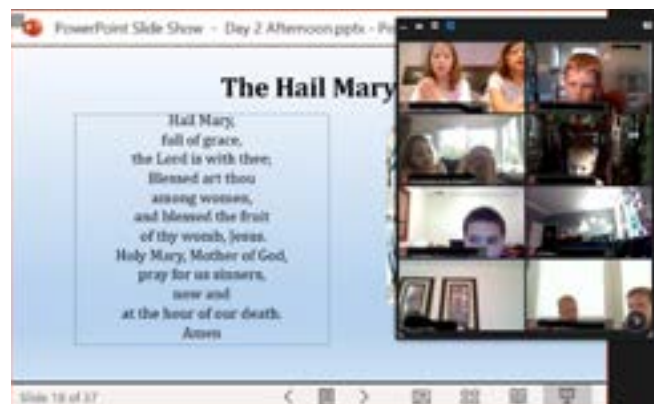 PowerPoint Slide Show - Day 2 Afternoon.pptx - Po
The Hail Mary
Hail Mary,
full of grace,
the Lord is with thee;
Blessed art thou
among women,
and blessed the fruit
of thy womb, Jesus.
Holy Mary, Mother of God,
pray for us sinners,
now and
at the hour of our death.
Amen
Slide 18 of 37